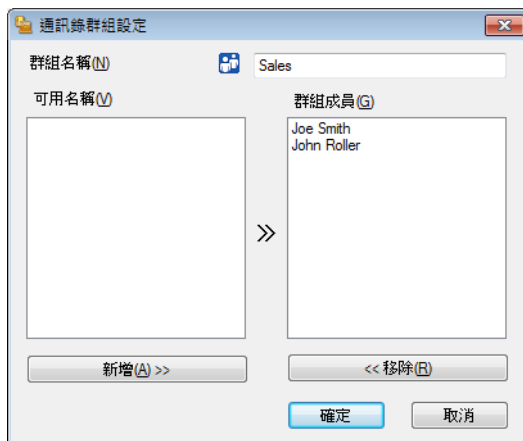 通訊錄群組設定
群組名稱(N)
Sales
可用名稱(V)
群組成員(G)
Joe Smith
John Roller
新增(A) >>
<< 移除(R)
確定
取消